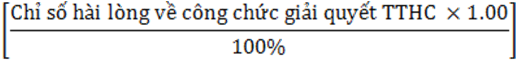 [Chỉ số hài lòng về công chức giải quyết TTHC × 1.00]
100%